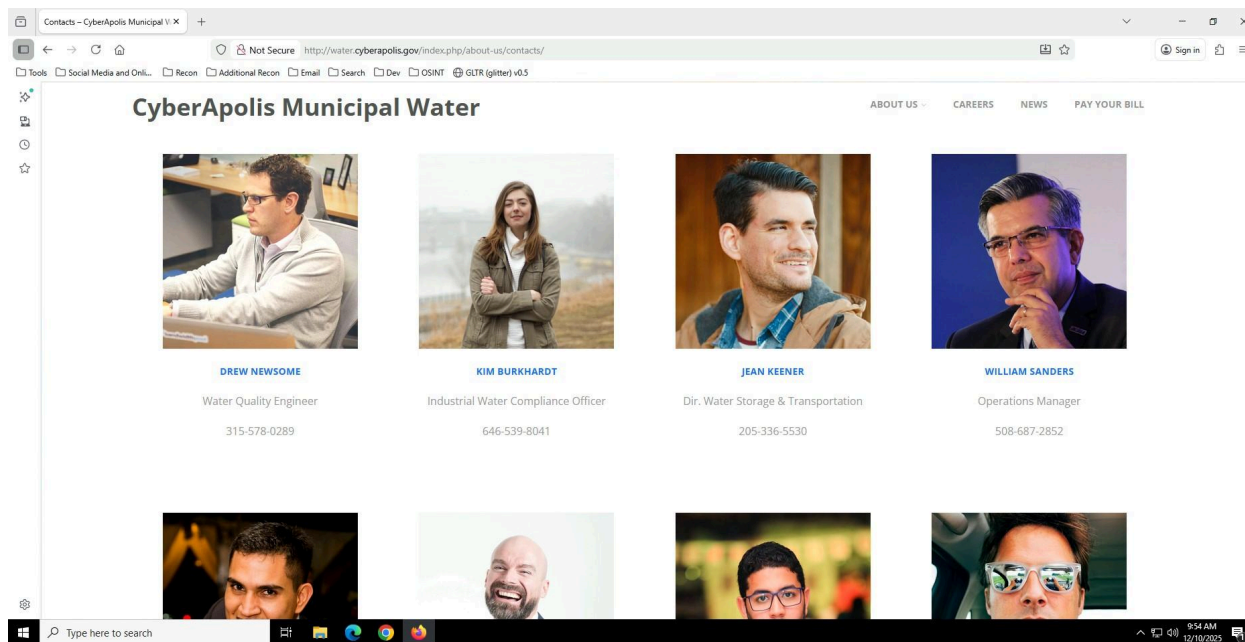 Contacts – CyberApolis Municipal W
Not Secure http://water.cyberapolis.gov/index.php/about-us/contacts/
Sign in
Tools Social Media and Onli... Recon Additional Recon Email Search Dev OSINT GLTR (glitter) v0.5
CyberApolis Municipal Water
ABOUT US CAREERS NEWS PAY YOUR BILL
DREW NEWSOME
Water Quality Engineer
315-578-0289
KIM BURKHARDT
Industrial Water Compliance Officer
646-539-8041
JEAN KEENER
Dir. Water Storage & Transportation
205-336-5530
WILLIAM SANDERS
Operations Manager
508-687-2852
Type here to search
9:54 AM
12/10/2025